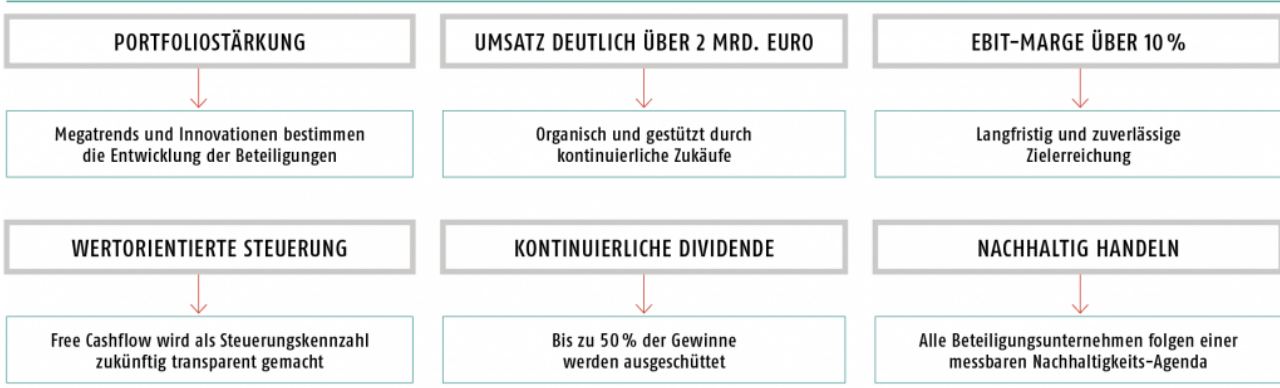 PORTFOLIOSTÄRKUNG
Megatrends und Innovationen bestimmen
die Entwicklung der Beteiligungen
UMSATZ DEUTLICH ÜBER 2 MRD. EURO
Organisch und gestützt durch
kontinuierliche Zukäufe
EBIT-MARGE ÜBER 10 %
Langfristig und zuverlässige
Zielerreichung
WERTORIENTIERTE STEUERUNG
Free Cashflow wird als Steuerungskennzahl
zukünftig transparent gemacht
KONTINUIERLICHE DIVIDENDE
Bis zu 50 % der Gewinne
werden ausgeschüttet
NACHHALTIG HANDELN
Alle Beteiligungsunternehmen folgen einer
messbaren Nachhaltigkeits-Agenda